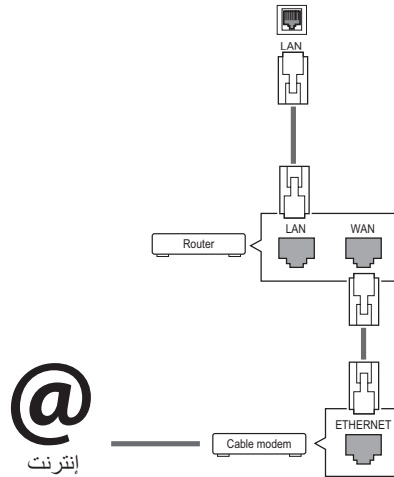 LAN
LAN WAN
Router
ETHERNET
Cable modem
@
إنترنت